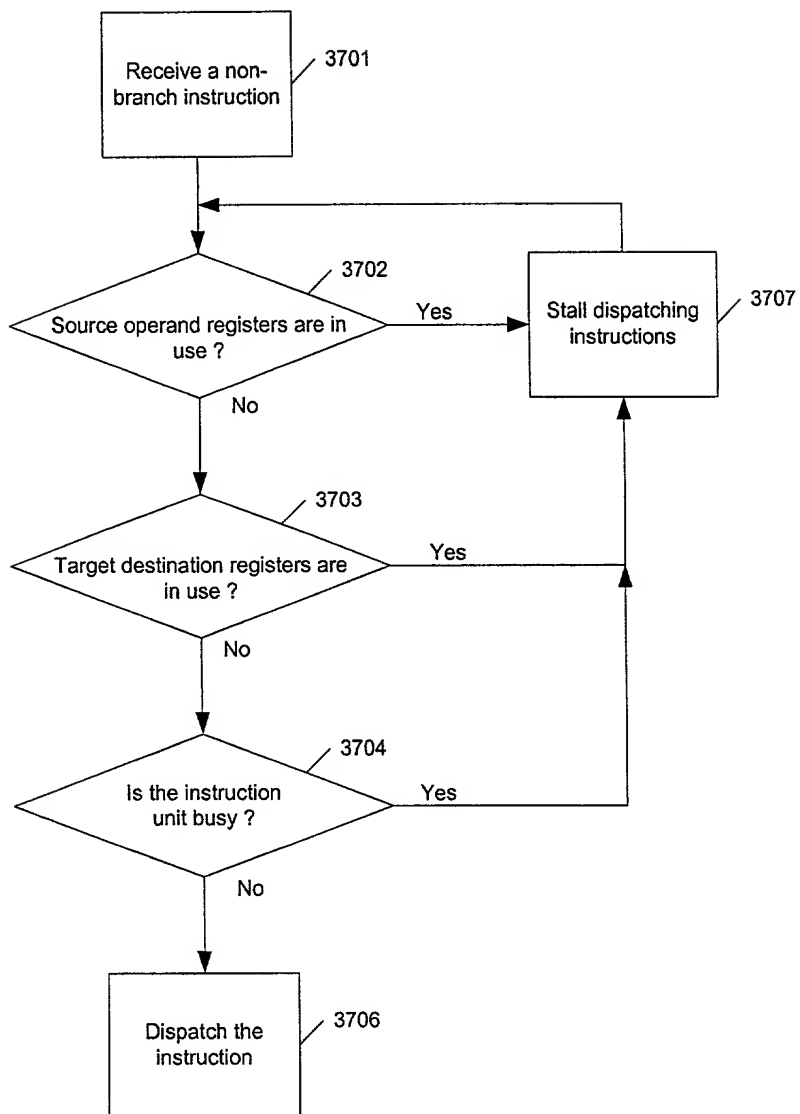 Receive a non-
branch instruction
3701
3702
Source operand registers are in
use ?
Yes
No
Stall dispatching
instructions
3707
3703
Target destination registers are
in use ?
Yes
No
3704
Is the instruction
unit busy ?
Yes
No
Dispatch the
instruction
3706